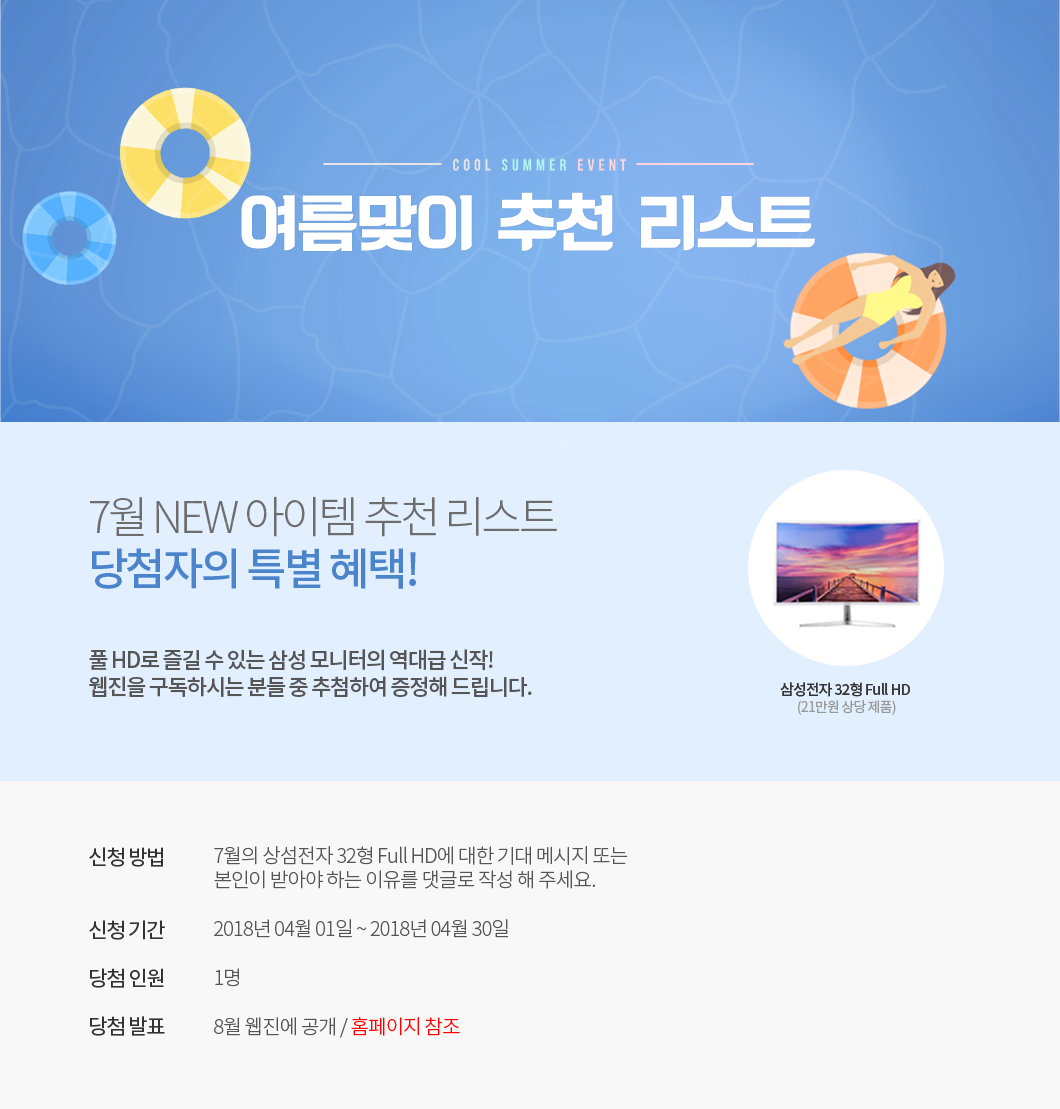 COOL SUMMER EVENT
여름맞이 추천 리스트
7월 NEW 아이템 추천 리스트
당첨자의 특별 혜택!
풀 HD로 즐길 수 있는 삼성 모니터의 역대급 신작!
웹진을 구독하시는 분들 중 추첨하여 증정해 드립니다.
삼성전자 32형 Full HD
(21만원 상당 제품)
신청 방법
7월의 상섬전자 32형 Full HD에 대한 기대 메시지 또는
본인이 받아야 하는 이유를 댓글로 작성 해 주세요.
신청 기간
2018년 04월 01일 ~ 2018년 04월 30일
당첨 인원
1명
당첨 발표
8월 웹진에 공개 / 홈페이지 참조